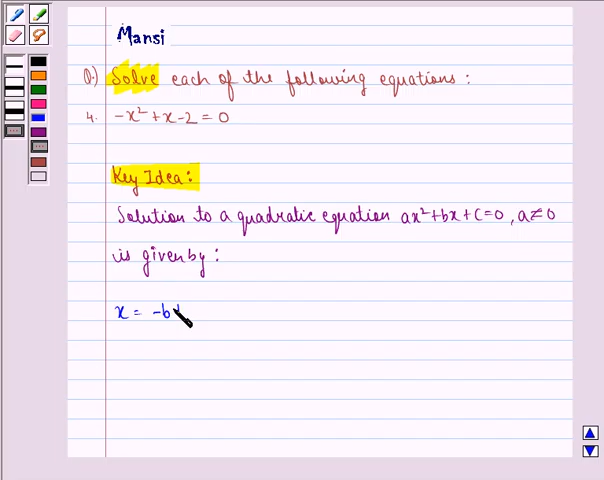 Mansi
Q.) Solve each of the following equations :
4. -x² + x - 2 = 0
Key Idea:
Solution to a quadratic equation ax² + bx + c = 0, a ≠ 0
is given by :
x = -b